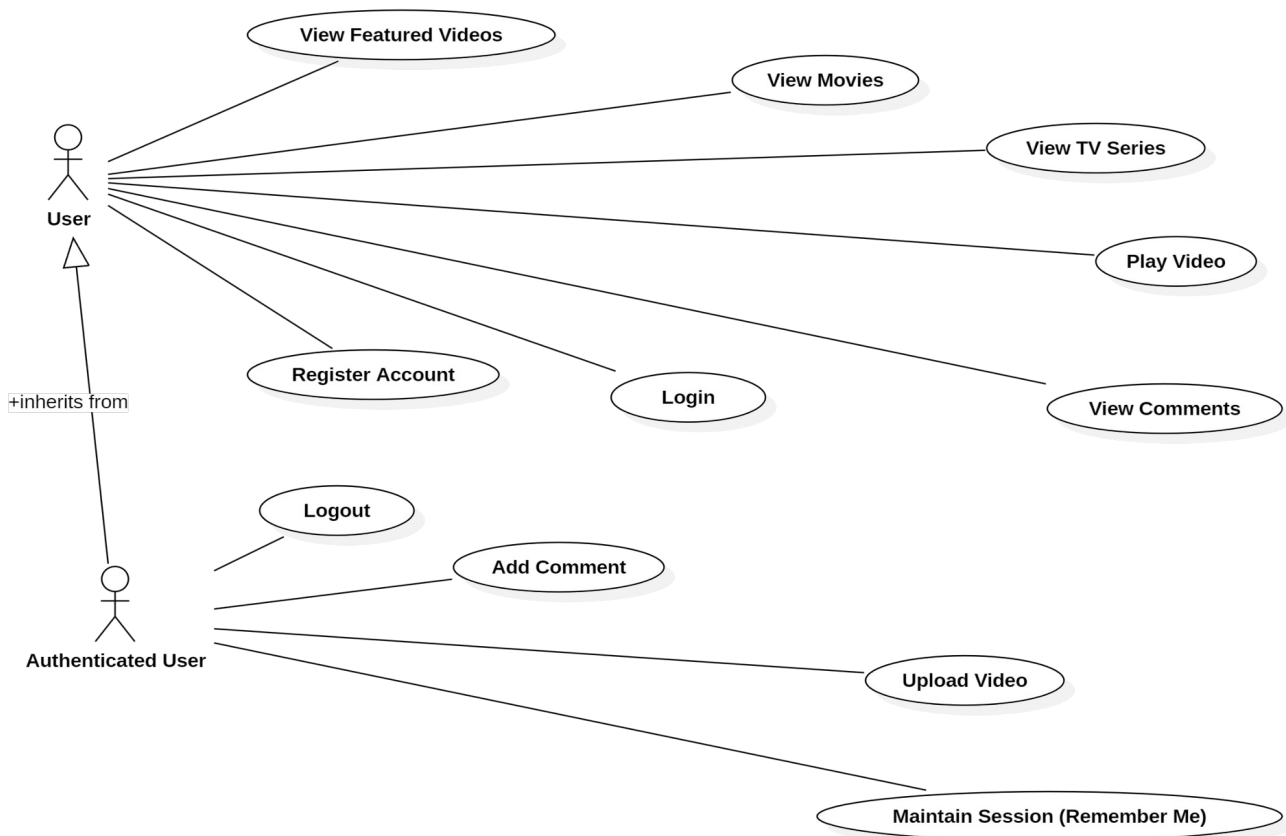 View Featured Videos
View Movies
View TV Series
User
Play Video
Register Account
Login
+inherits from
View Comments
Logout
Add Comment
Authenticated User
Upload Video
Maintain Session (Remember Me)